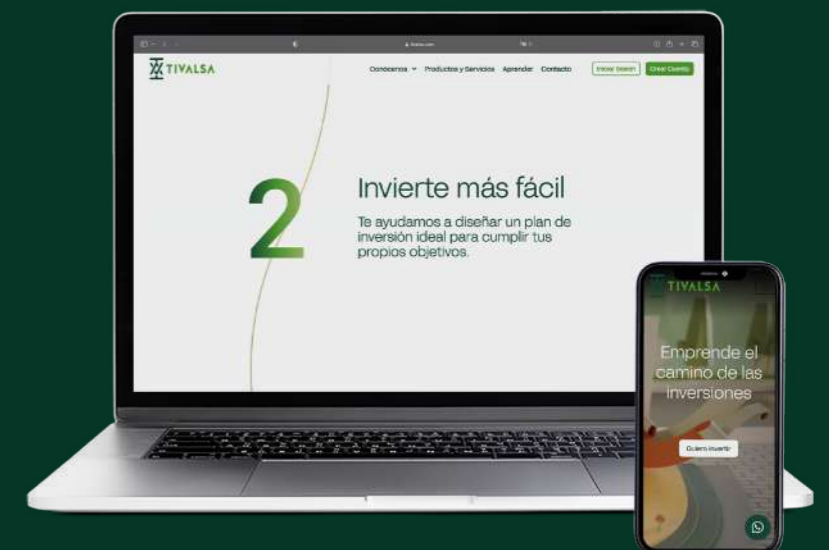 TIVALSA
Conócenos Productos y Servicios Aprender Contacto Iniciar Sesión Crear Cuenta
2
Invierte más fácil
Te ayudamos a diseñar un plan de
inversión ideal para cumplir tus
propios objetivos.
TIVALSA
Emprende el
camino de las
inversiones
Quiero invertir